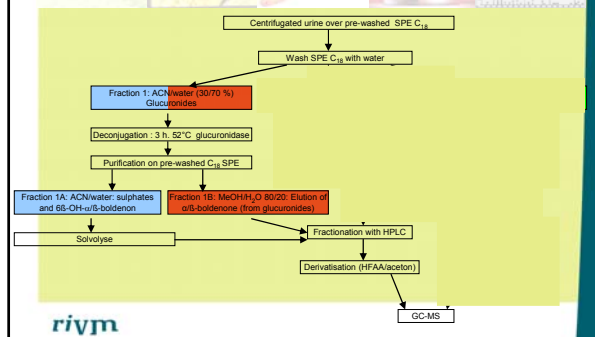 Centrifugated urine over pre-washed SPE C18
Wash SPE C18 with water
Fraction 1: ACN/water (30/70 %)
Glucuronides
Deconjugation : 3 h. 52°C glucuronidase
Purification on pre-washed C18 SPE
Fraction 1A: ACN/water: sulphates
and 6ß-OH-α/ß-boldenon
Fraction 1B: MeOH/H2O 80/20: Elution of
α/ß-boldenone (from glucuronides)
Solvolyse
Fractionation with HPLC
Derivatisation (HFAA/aceton)
GC-MS
rivm